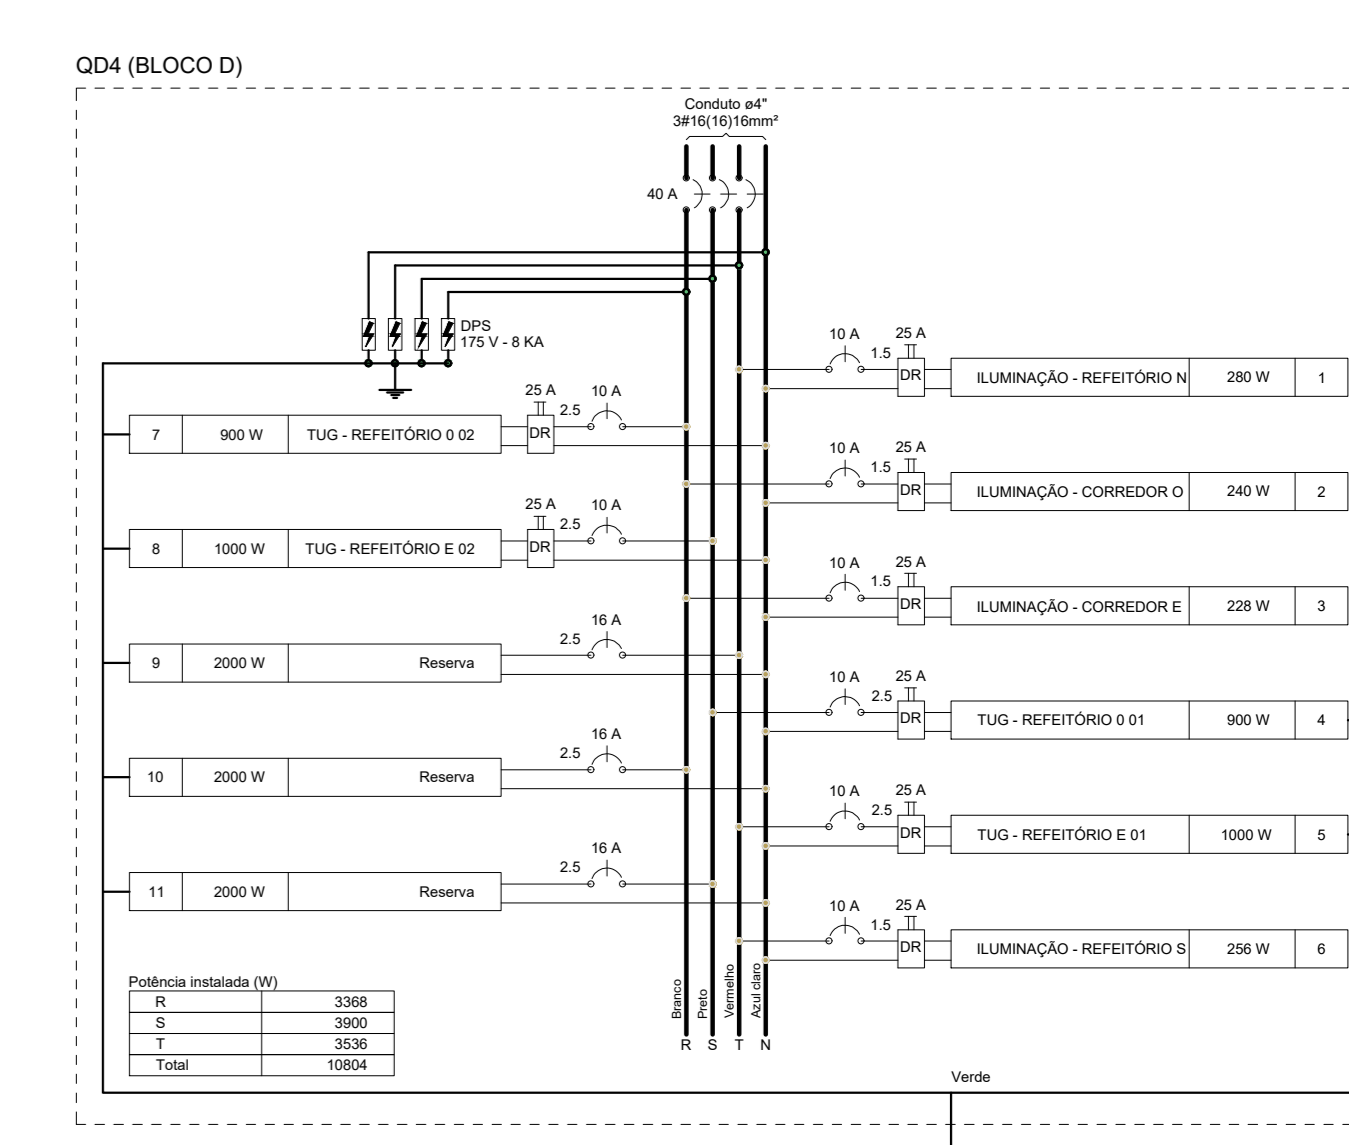 QD4 (BLOCO D)
Conduto ø4"
3#16(16)16mm²
40 A
DPS
175 V - 8 KA
10 A 25 A
1.5
DR
ILUMINAÇÃO - REFEITÓRIO N 280 W 1
25 A 10 A
2.5
DR
7 900 W TUG - REFEITÓRIO 0 02
10 A 25 A
1.5
DR
ILUMINAÇÃO - CORREDOR O 240 W 2
25 A 10 A
2.5
DR
8 1000 W TUG - REFEITÓRIO E 02
10 A 25 A
1.5
DR
ILUMINAÇÃO - CORREDOR E 228 W 3
16 A
2.5
9 2000 W Reserva
10 A 25 A
2.5
DR
TUG - REFEITÓRIO 0 01 900 W 4
16 A
2.5
10 2000 W Reserva
10 A 25 A
2.5
DR
TUG - REFEITÓRIO E 01 1000 W 5
16 A
2.5
11 2000 W Reserva
10 A 25 A
1.5
DR
ILUMINAÇÃO - REFEITÓRIO S 256 W 6
Potência instalada (W)
R 3368
S 3900
T 3536
Total 10804
Branco
Preto
Vermelho
Azul claro
R S T N
Verde